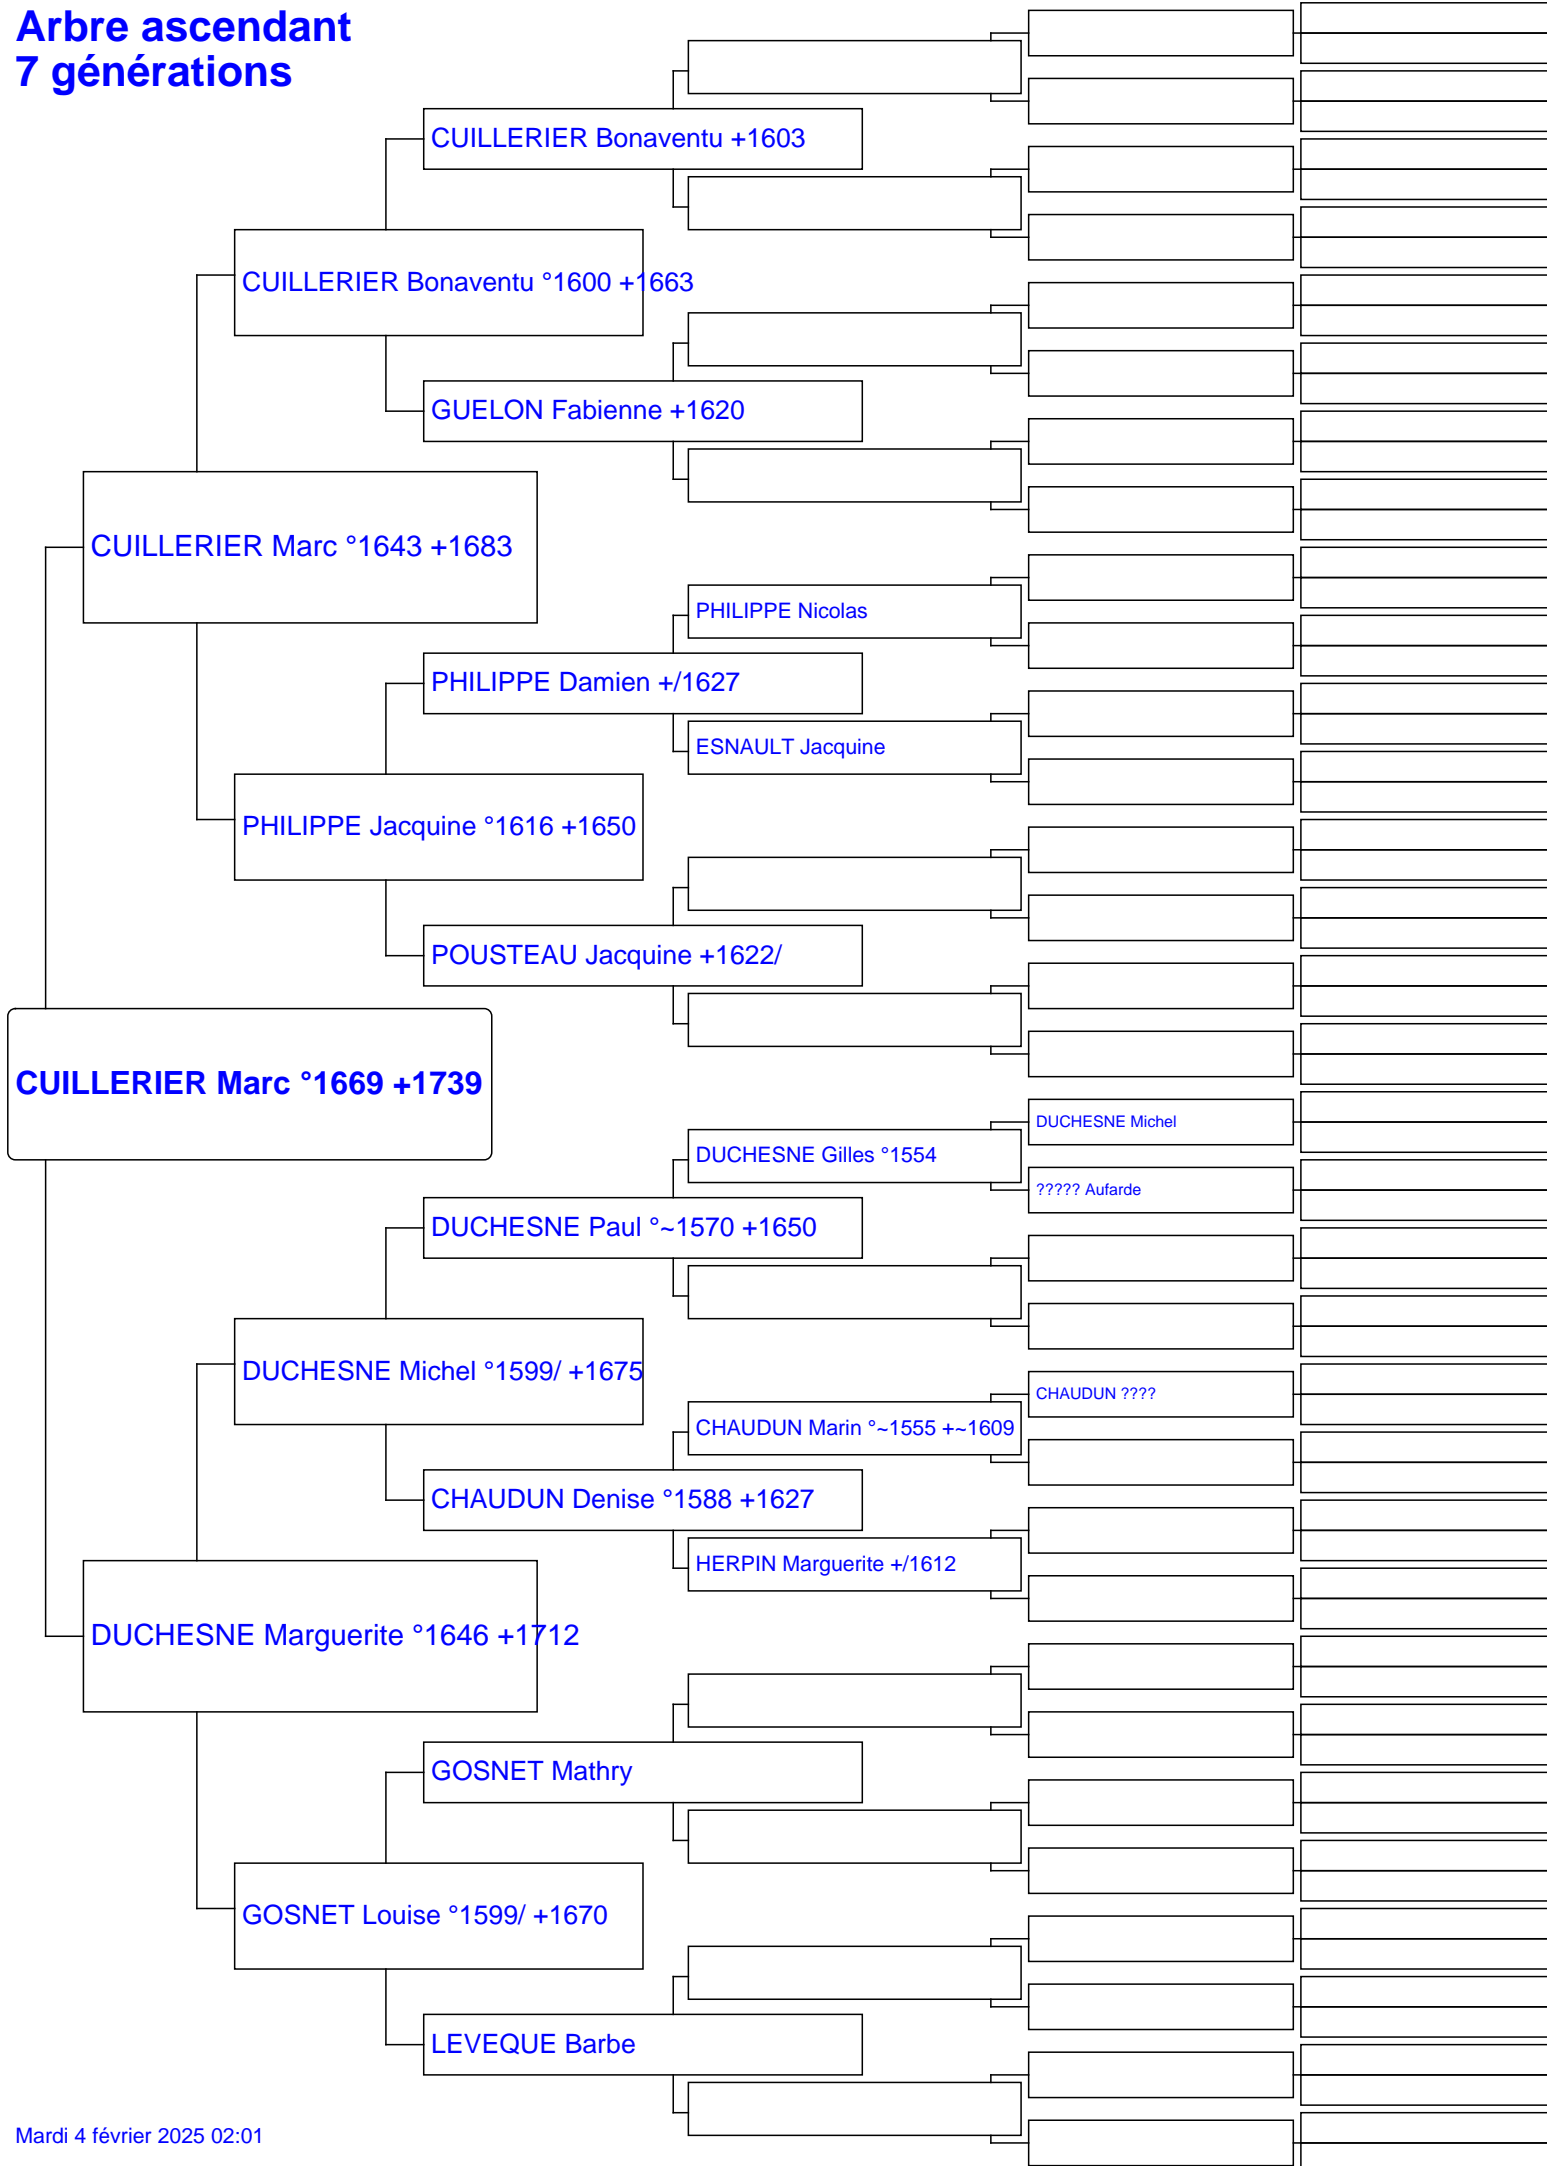 Arbre ascendant
7 générations
CUILLERIER Bonaventu +1603
CUILLERIER Bonaventu °1600 +1663
GUELON Fabienne +1620
CUILLERIER Marc °1643 +1683
PHILIPPE Nicolas
PHILIPPE Damien +/1627
ESNAULT Jacquine
PHILIPPE Jacquine °1616 +1650
POUSTEAU Jacquine +1622/
CUILLERIER Marc °1669 +1739
DUCHESNE Michel
DUCHESNE Gilles °1554
????? Aufarde
DUCHESNE Paul °~1570 +1650
DUCHESNE Michel °1599/ +1675
CHAUDUN ????
CHAUDUN Marin °~1555 +~1609
CHAUDUN Denise °1588 +1627
HERPIN Marguerite +/1612
DUCHESNE Marguerite °1646 +1712
GOSNET Mathry
GOSNET Louise °1599/ +1670
LEVEQUE Barbe
Mardi 4 février 2025 02:01